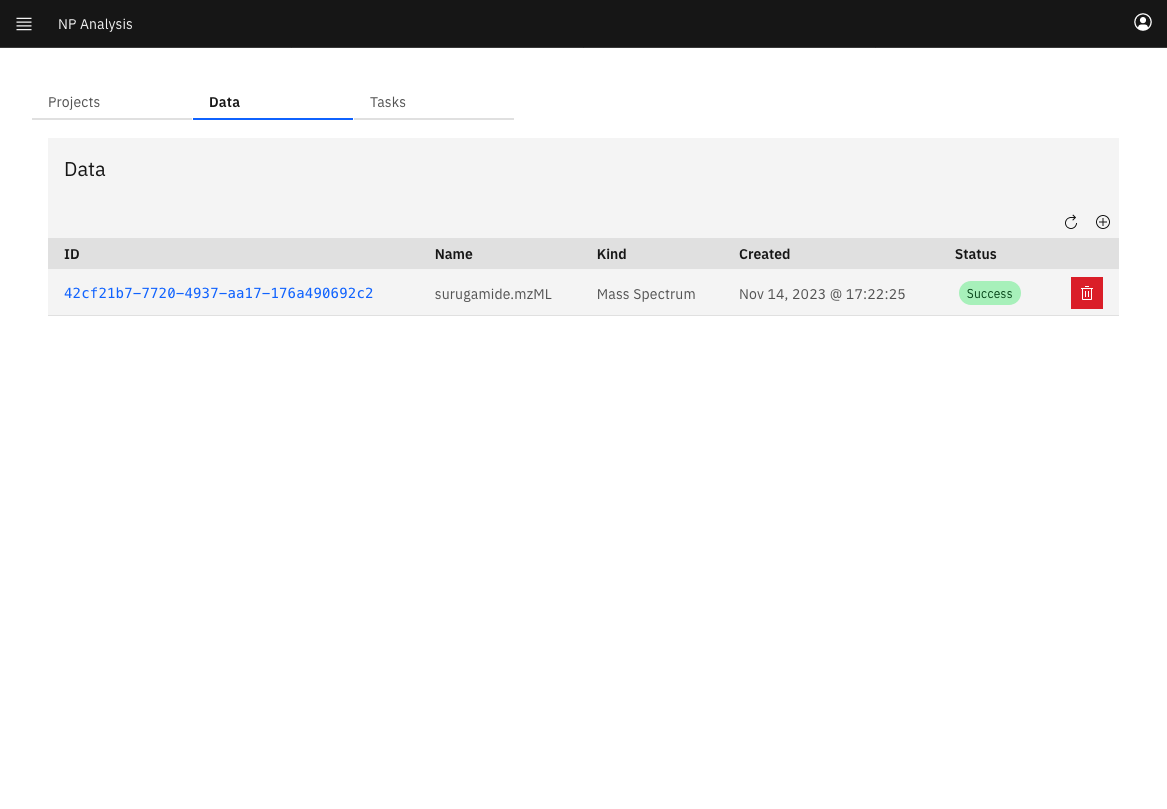 NP Analysis
Projects Data Tasks
Data
ID Name Kind Created Status
42cf21b7-7720-4937-aa17-176a490692c2 surugamide.mzML Mass Spectrum Nov 14, 2023 @ 17:22:25 Success